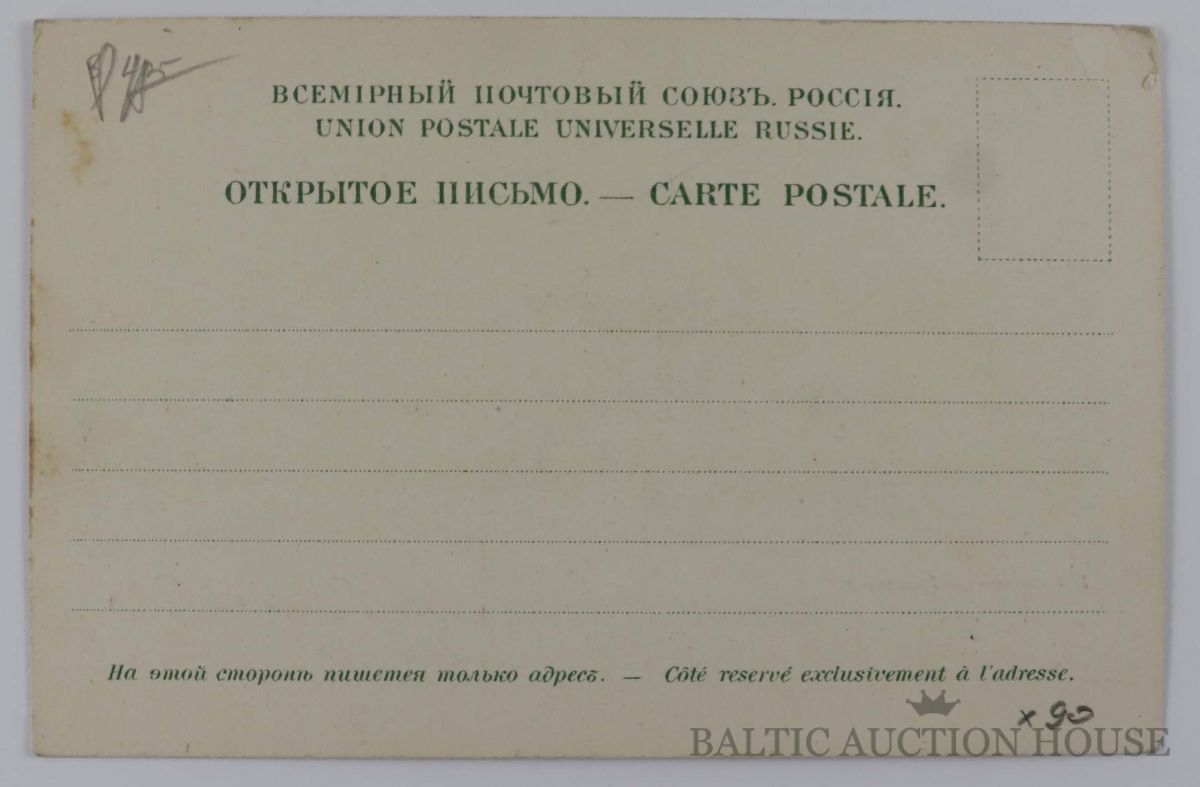 ВСЕМІРНЫЙ ПОЧТОВЫЙ СОЮЗЪ. РОССІЯ.
UNION POSTALE UNIVERSELLE RUSSIE.
ОТКРЫТОЕ ПИСЬМО. — CARTE POSTALE.
На этой сторонѣ пишется только адресъ. — Côté reservé exclusivement à l'adresse.
x 90
BALTIC AUCTION HOUSE